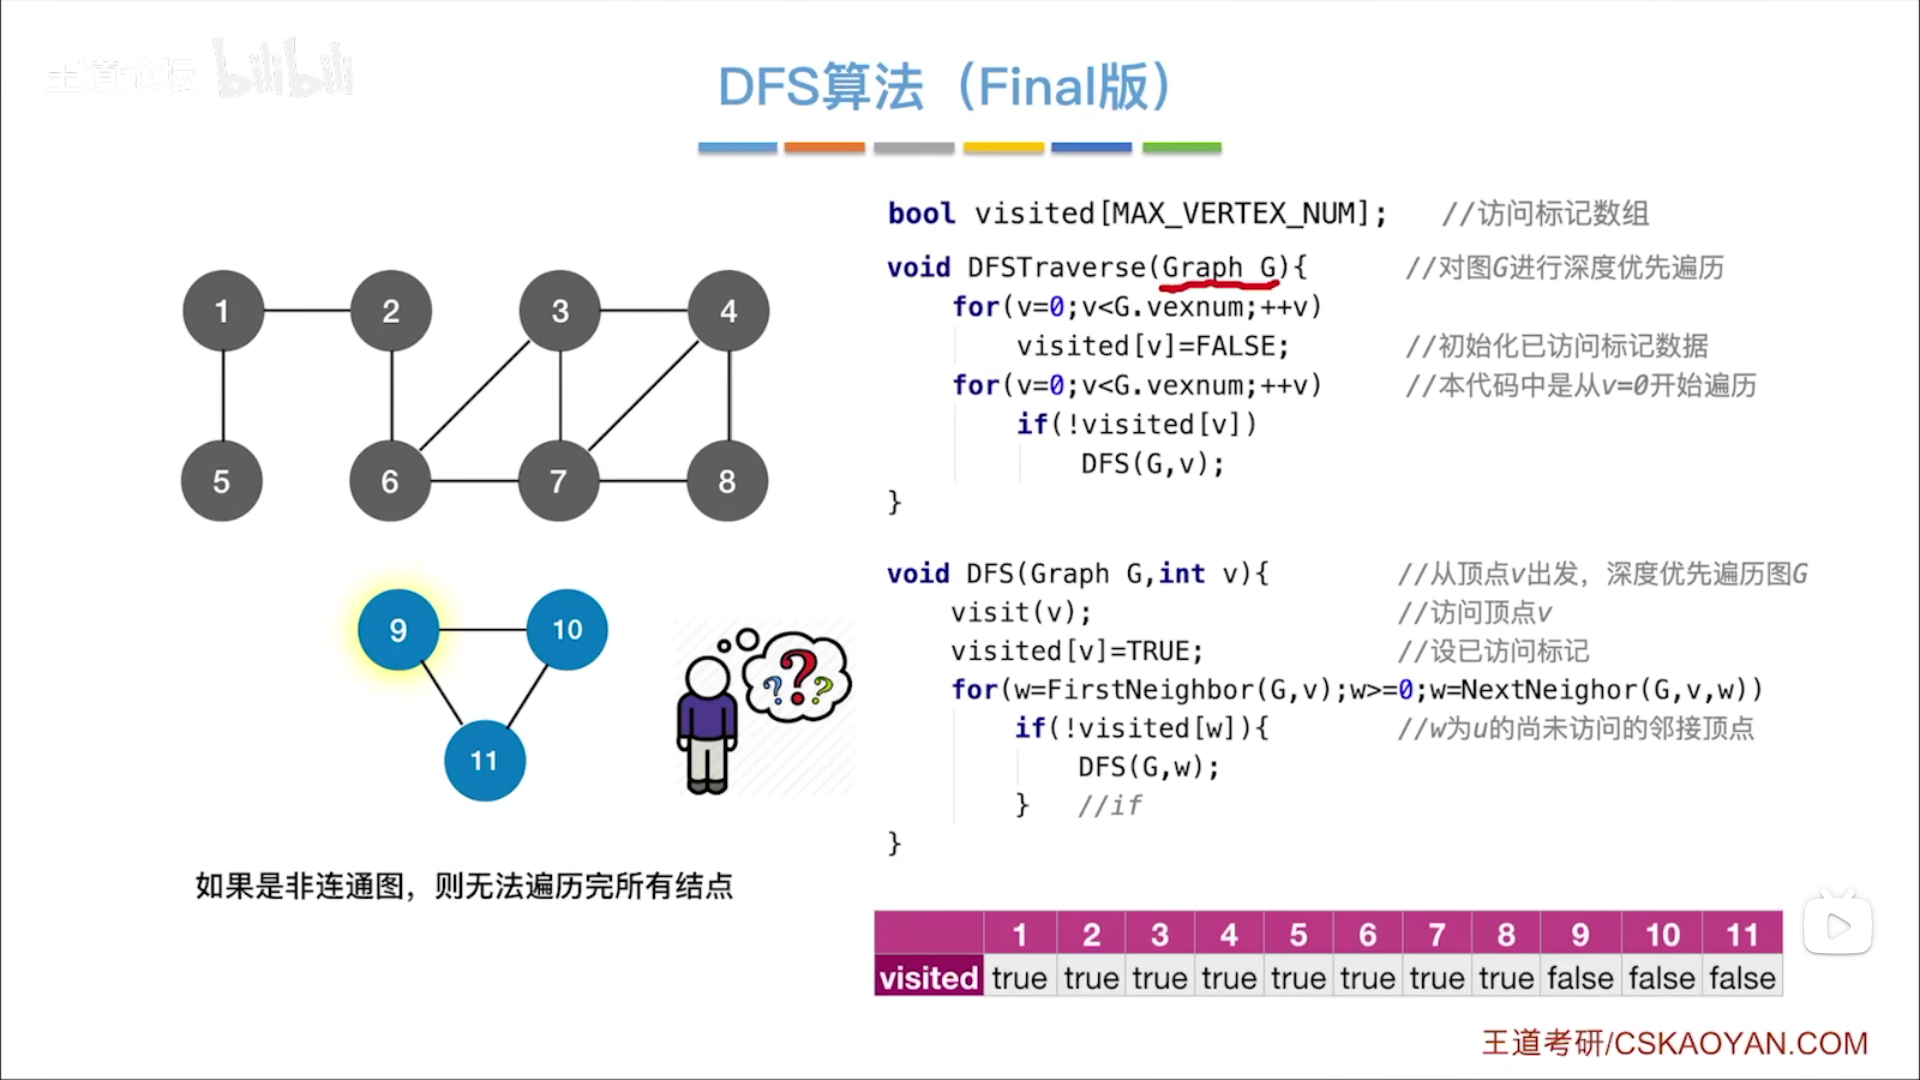 王道论坛 bilibili
DFS算法（Final版）
bool visited[MAX_VERTEX_NUM]; //访问标记数组
void DFSTraverse(Graph G){ //对图G进行深度优先遍历
for(v=0;v<G.vexnum;++v)
visited[v]=FALSE; //初始化已访问标记数据
for(v=0;v<G.vexnum;++v) //本代码中是从v=0开始遍历
if(!visited[v])
DFS(G,v);
}
void DFS(Graph G,int v){ //从顶点v出发，深度优先遍历图G
visit(v); //访问顶点v
visited[v]=TRUE; //设已访问标记
for(w=FirstNeighbor(G,v);w>=0;w=NextNeighor(G,v,w))
if(!visited[w]){ //w为u的尚未访问的邻接顶点
DFS(G,w);
} //if
}
1 2 3 4
5 6 7 8
9 10
11
? ? ?
如果是非连通图，则无法遍历完所有结点
1 2 3 4 5 6 7 8 9 10 11
visited true true true true true true true true false false false
王道考研/CSKAOYAN.COM